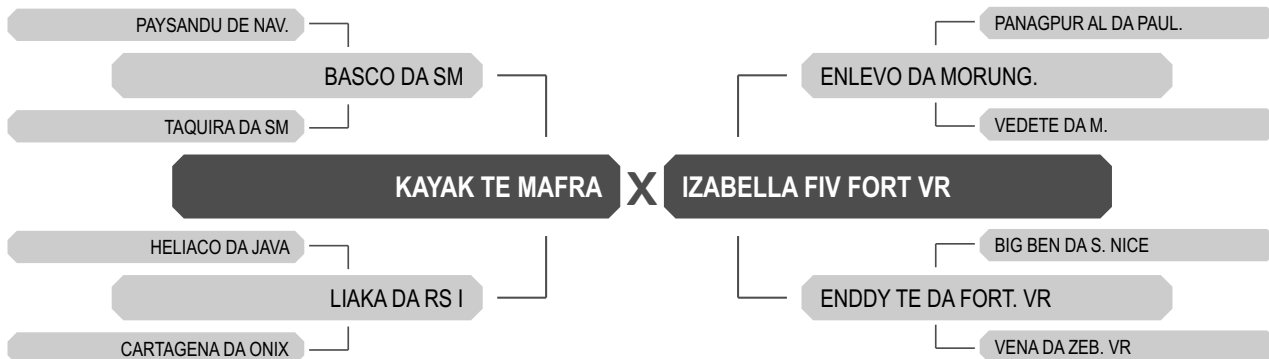 PAYSANDU DE NAV.
BASCO DA SM
TAQUIRA DA SM
KAYAK TE MAFRA X IZABELLA FIV FORT VR
HELIACO DA JAVA
LIAKA DA RS I
CARTAGENA DA ONIX
PANAGPUR AL DA PAUL.
ENLEVO DA MORUNG.
VEDETE DA M.
BIG BEN DA S. NICE
ENDDY TE DA FORT. VR
VENA DA ZEB. VR